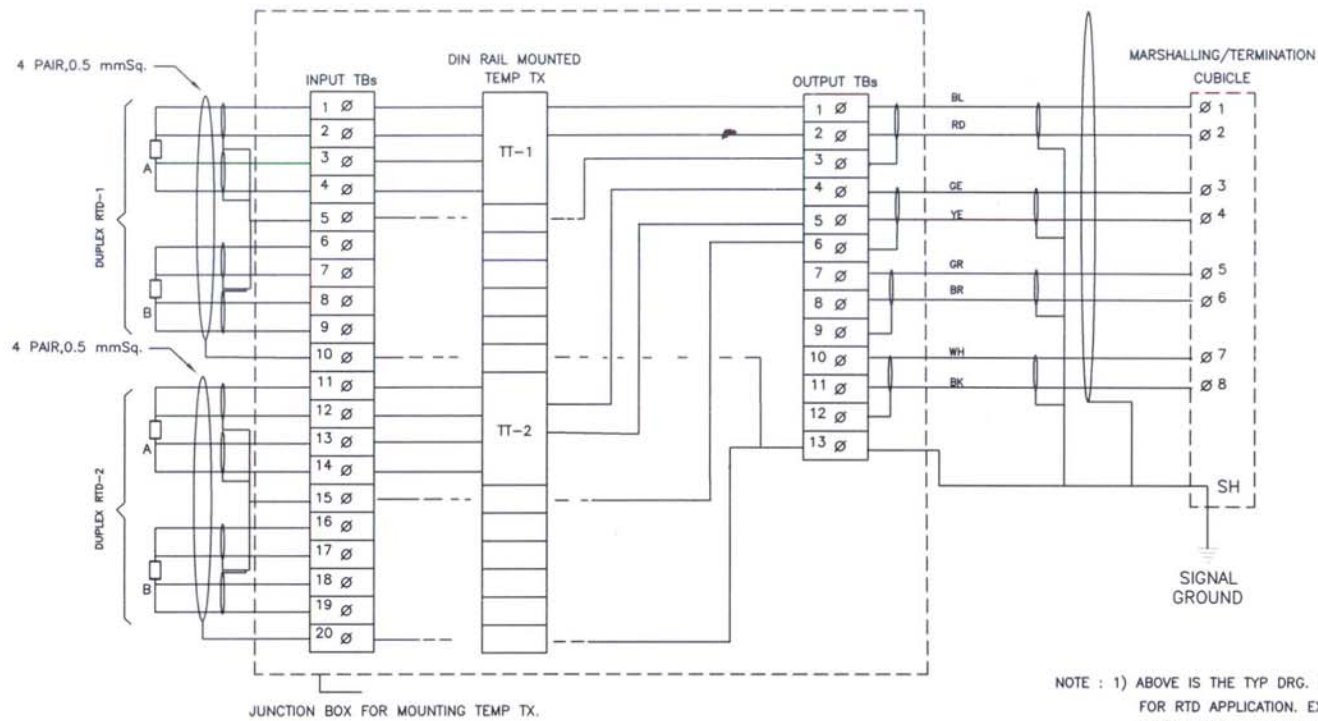 4 PAIR,0.5 mmSq.
DUPLEX RTD-1
A
B
4 PAIR,0.5 mmSq.
DUPLEX RTD-2
A
B
INPUT TBs
1
2
3
4
5
6
7
8
9
10
11
12
13
14
15
16
17
18
19
20
DIN RAIL MOUNTED
TEMP TX
TT-1
TT-2
OUTPUT TBs
1
2
3
4
5
6
7
8
9
10
11
12
13
BL
RD
GE
YE
GR
BR
WH
BK
MARSHALLING/TERMINATION
CUBICLE
1
2
3
4
5
6
7
8
SH
SIGNAL
GROUND
JUNCTION BOX FOR MOUNTING TEMP TX.
NOTE : 1) ABOVE IS THE TYP DRG.
FOR RTD APPLICATION. EX